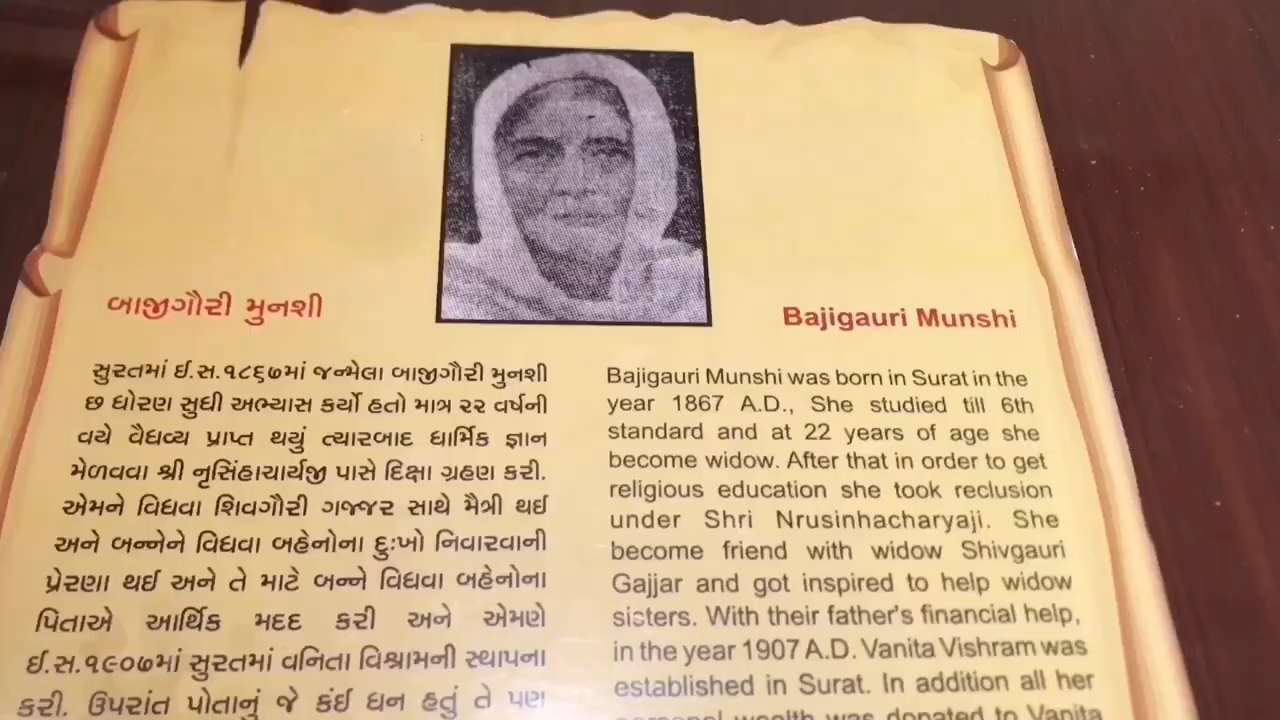 બાજીગૌરી મુનશી
સુરતમાં ઈ.સ.૧૮૬૭માં જન્મેલા બાજીગૌરી મુનશી
છ ધોરણ સુધી અભ્યાસ કર્યો હતો માત્ર ૨૨ વર્ષની
વયે વૈધવ્ય પ્રાપ્ત થયું ત્યારબાદ ધાર્મિક જ્ઞાન
મેળવવા શ્રી નૃસિંહાચાર્યજી પાસે દિક્ષા ગ્રહણ કરી.
એમને વિધવા શિવગૌરી ગજ્જર સાથે મૈત્રી થઈ
અને બન્નેને વિધવા બહેનોના દુઃખો નિવારવાની
પ્રેરણા થઈ અને તે માટે બન્ને વિધવા બહેનોના
પિતાએ આર્થિક મદદ કરી અને એમણે
ઈ.સ.૧૯૦૭માં સુરતમાં વનિતા વિશ્રામની સ્થાપના
કરી. ઉપરાંત પોતાનું જે કંઈ ધન હતું તે પણ
Bajigauri Munshi
Bajigauri Munshi was born in Surat in the
year 1867 A.D., She studied till 6th
standard and at 22 years of age she
become widow. After that in order to get
religious education she took reclusion
under Shri Nrusinhacharyaji. She
become friend with widow Shivgauri
Gajjar and got inspired to help widow
sisters. With their father's financial help,
in the year 1907 A.D. Vanita Vishram was
established in Surat. In addition all her
personal wealth was donated to Vanita